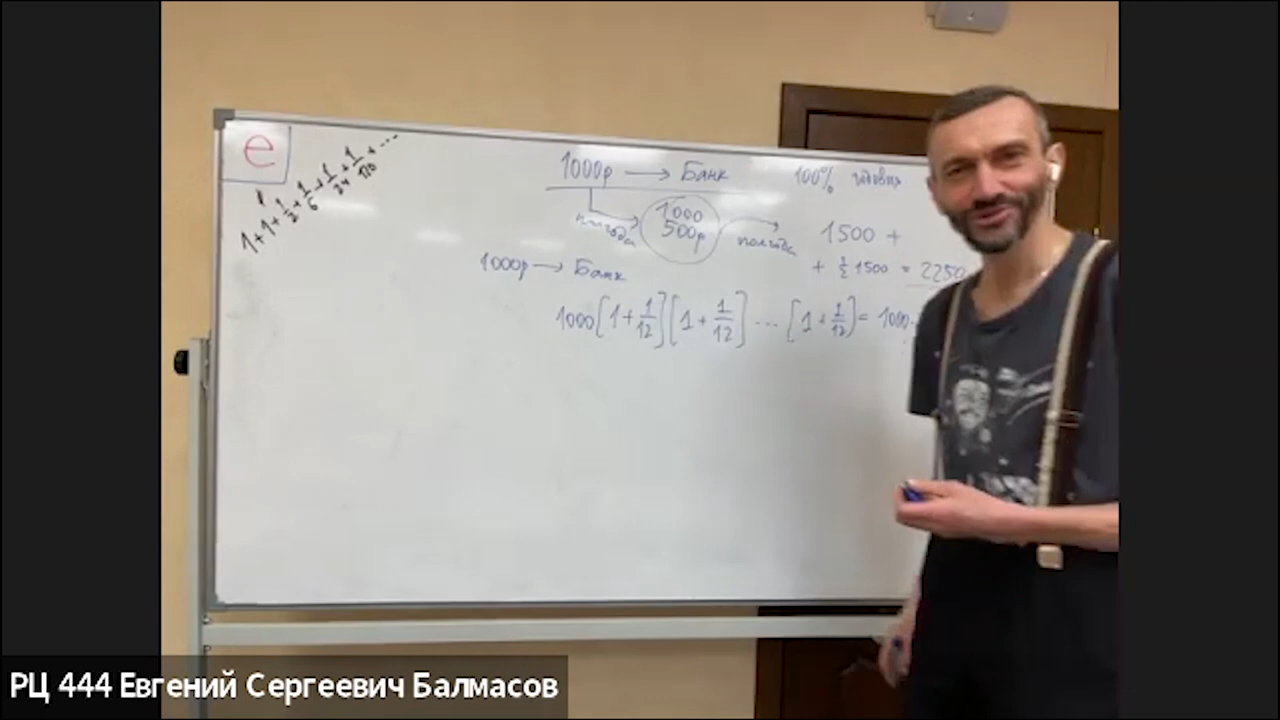 e
1+1+1/2+1/6+1/24+1/120+...
1000р → Банк 100%
полгода 1000 500р полгода 1500 +
+ 1/2 1500 = 2250
1000р → Банк
1000[1+1/12][1+1/12]...[1+1/12]= 1000.
РЦ 444 Евгений Сергеевич Балмасов